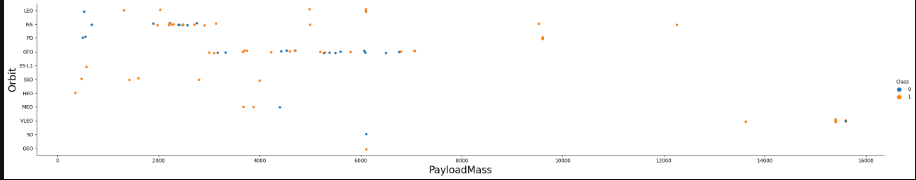 LEO
ISS
PO
GTO
ES-L1
SSO
HEO
MEO
VLEO
SO
GEO
Orbit
0
2000
4000
6000
8000
10000
12000
14000
16000
PayloadMass
Class
0
1